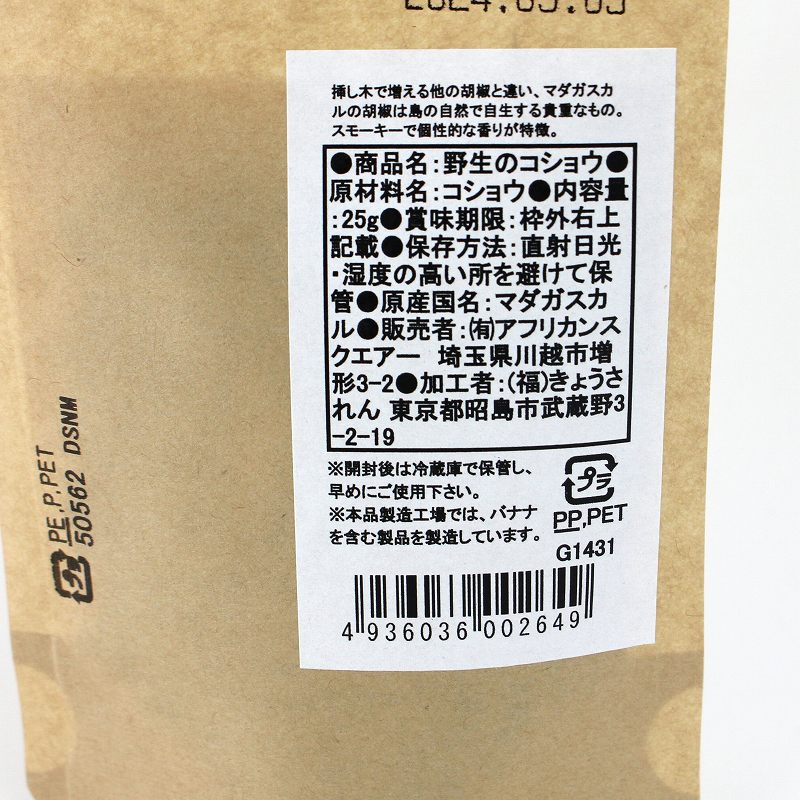 挿し木で増える他の胡椒と違い、マダガスカ
ルの胡椒は島の自然で自生する貴重なもの。
スモーキーで個性的な香りが特徴。
●商品名:野生のコショウ●
原材料名:コショウ●内容量
:25g●賞味期限:枠外右上
記載●保存方法:直射日光
・湿度の高い所を避けて保
管●原産国名:マダガスカ
ル●販売者:㈲アフリカンス
クエアー 埼玉県川越市増
形3-2●加工者:(福)きょうさ
れん 東京都昭島市武蔵野3
-2-19
※開封後は冷蔵庫で保管し、
早めにご使用下さい。
※本品製造工場では、バナナ
を含む製品を製造しています。
プラ
PP,PET
G1431
4 936036 002649
プラ
PE,P,PET
50562 DSNM